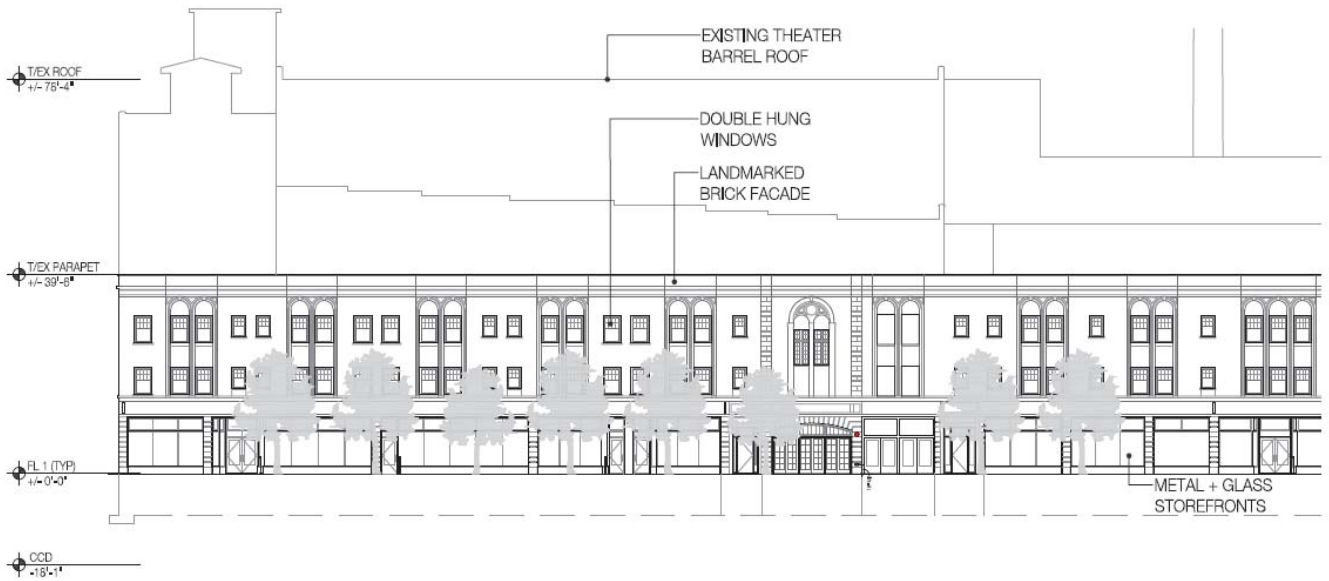 EXISTING THEATER
BARREL ROOF
T/EX ROOF
+/- 76'-4"
DOUBLE HUNG
WINDOWS
LANDMARKED
BRICK FACADE
T/EX PARAPET
+/- 39'-6"
FL 1 (TYP)
+/- 0'-0"
METAL + GLASS
STOREFRONTS
CCD
-16'-1"